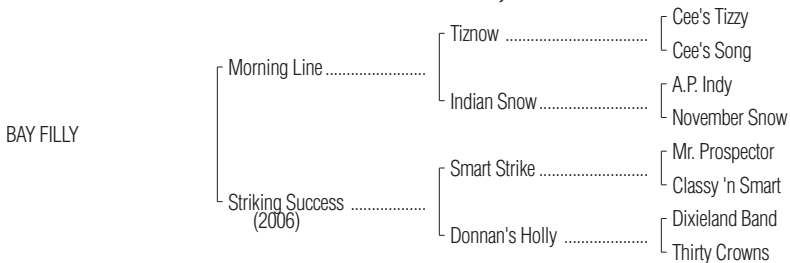 Cee's Tizzy
Tiznow ..............................
Cee's Song
Morning Line .....................
A.P. Indy
Indian Snow .......................
November Snow
BAY FILLY
Mr. Prospector
Smart Strike .......................
Classy 'n Smart
Striking Success ................
(2006)
Dixieland Band
Donnan's Holly ..................
Thirty Crowns